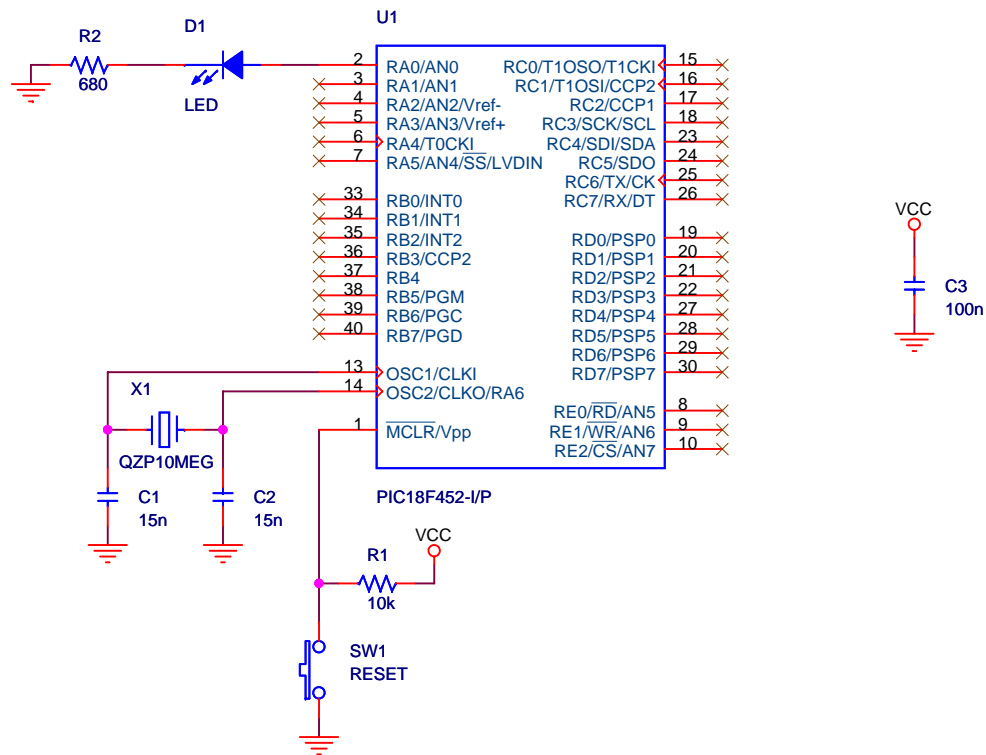 U1
D1
R2
680
LED
2 RA0/AN0
3 RA1/AN1
4 RA2/AN2/Vref-
5 RA3/AN3/Vref+
6 RA4/T0CKI
7 RA5/AN4/SS/LVDIN
33 RB0/INT0
34 RB1/INT1
35 RB2/INT2
36 RB3/CCP2
37 RB4
38 RB5/PGM
39 RB6/PGC
40 RB7/PGD
13 OSC1/CLKI
14 OSC2/CLKO/RA6
1 MCLR/Vpp
RC0/T1OSO/T1CKI 15
RC1/T1OSI/CCP2 16
RC2/CCP1 17
RC3/SCK/SCL 18
RC4/SDI/SDA 23
RC5/SDO 24
RC6/TX/CK 25
RC7/RX/DT 26
RD0/PSP0 19
RD1/PSP1 20
RD2/PSP2 21
RD3/PSP3 22
RD4/PSP4 27
RD5/PSP5 28
RD6/PSP6 29
RD7/PSP7 30
RE0/RD/AN5 8
RE1/WR/AN6 9
RE2/CS/AN7 10
PIC18F452-I/P
VCC
C3
100n
X1
QZP10MEG
C1
15n
C2
15n
VCC
R1
10k
SW1
RESET